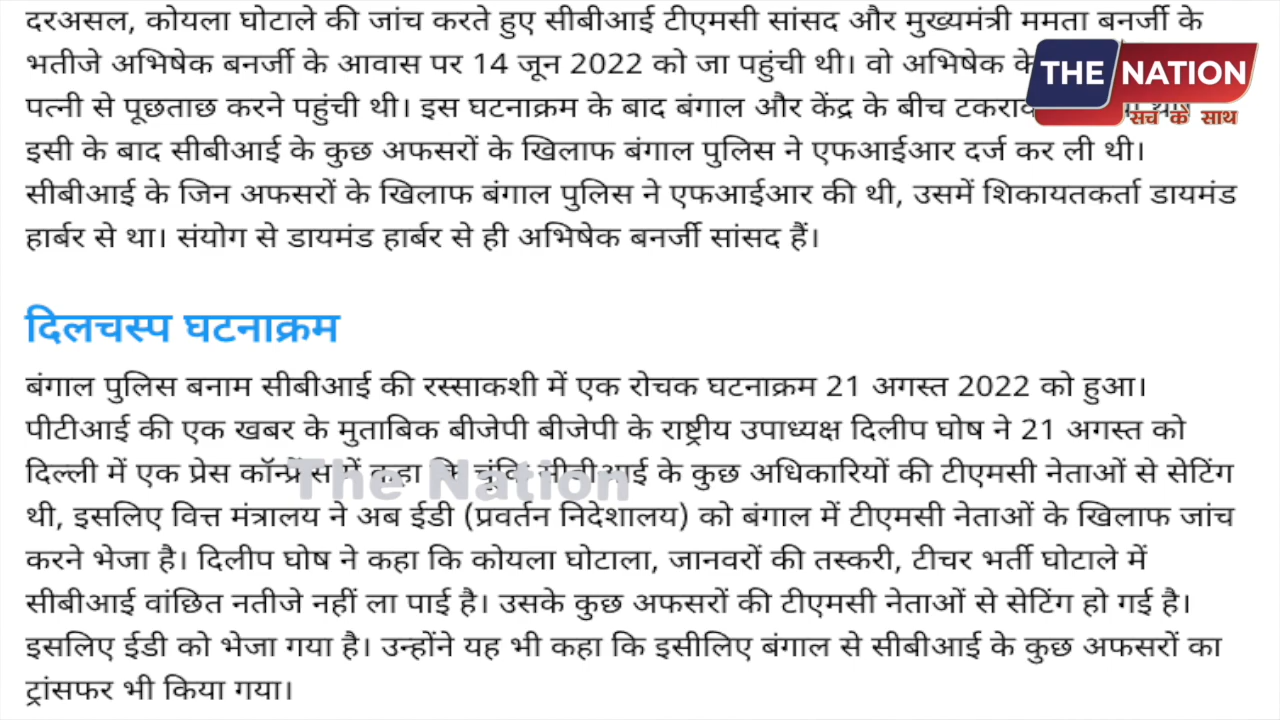 दरअसल, कोयला घोटाले की जांच करते हुए सीबीआई टीएमसी सांसद और मुख्यमंत्री ममता बनर्जी के
भतीजे अभिषेक बनर्जी के आवास पर 14 जून 2022 को जा पहुंची थी। वो अभिषेक के
पत्नी से पूछताछ करने पहुंची थी। इस घटनाक्रम के बाद बंगाल और केंद्र के बीच
THE NATION
सच के साथ
इसी के बाद सीबीआई के कुछ अफसरों के खिलाफ बंगाल पुलिस ने एफआईआर दर्ज कर ली थी।
सीबीआई के जिन अफसरों के खिलाफ बंगाल पुलिस ने एफआईआर की थी, उसमें शिकायतकर्ता डायमंड
हार्बर से था। संयोग से डायमंड हार्बर से ही अभिषेक बनर्जी सांसद हैं।
दिलचस्प घटनाक्रम
बंगाल पुलिस बनाम सीबीआई की रस्साकशी में एक रोचक घटनाक्रम 21 अगस्त 2022 को हुआ।
पीटीआई की एक खबर के मुताबिक बीजेपी बीजेपी के राष्ट्रीय उपाध्यक्ष दिलीप घोष ने 21 अगस्त को
दिल्ली में एक प्रेस कॉन्फ्रेंस में कहा कि चूंकि सीबीआई के कुछ अधिकारियों की टीएमसी नेताओं से सेटिंग
The Nation
थी, इसलिए वित्त मंत्रालय ने अब ईडी (प्रवर्तन निदेशालय) को बंगाल में टीएमसी नेताओं के खिलाफ जांच
करने भेजा है। दिलीप घोष ने कहा कि कोयला घोटाला, जानवरों की तस्करी, टीचर भर्ती घोटाले में
सीबीआई वांछित नतीजे नहीं ला पाई है। उसके कुछ अफसरों की टीएमसी नेताओं से सेटिंग हो गई है।
इसलिए ईडी को भेजा गया है। उन्होंने यह भी कहा कि इसीलिए बंगाल से सीबीआई के कुछ अफसरों का
ट्रांसफर भी किया गया।